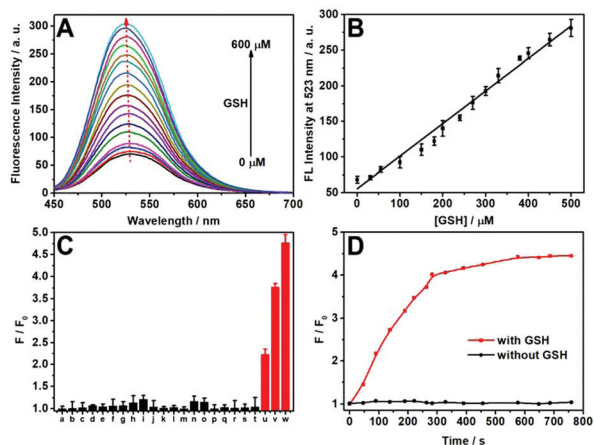 A
Fluorescence Intensity / a. u.
300
250
200
150
100
50
0
600 μM
GSH
0 μM
450 500 550 600 650 700
Wavelength / nm
B
FL Intensity at 523 nm / a. u.
300
250
200
150
100
50
0 100 200 300 400 500
[GSH] / μM
C
F / F0
5.0
4.5
4.0
3.5
3.0
2.5
2.0
1.5
1.0
a b c d e f g h i j k l m n o p q r s t u v w
D
F / F0
5
4
3
2
1
with GSH
without GSH
0 100 200 300 400 500 600 700 800
Time / s